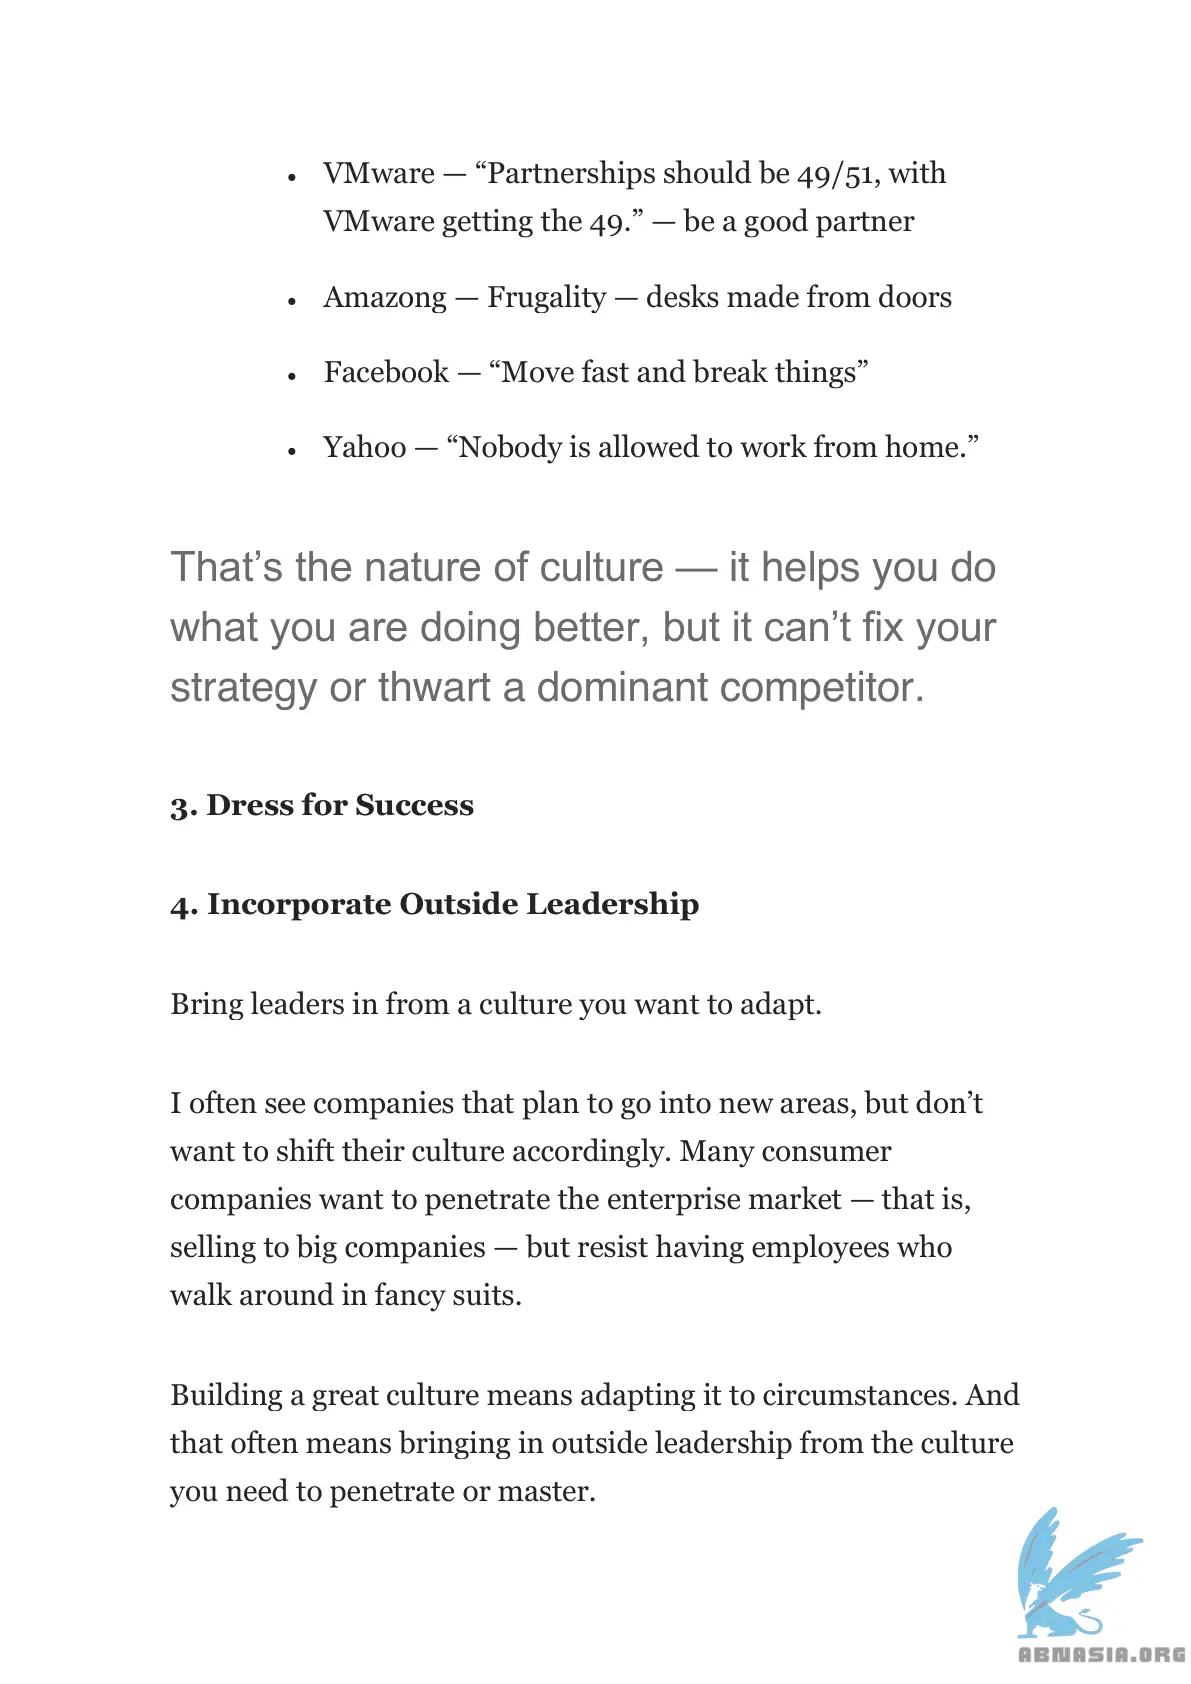 • VMware — “Partnerships should be 49/51, with
VMware getting the 49.” — be a good partner
• Amazong — Frugality — desks made from doors
• Facebook — “Move fast and break things”
• Yahoo — “Nobody is allowed to work from home.”
That’s the nature of culture — it helps you do
what you are doing better, but it can’t fix your
strategy or thwart a dominant competitor.
3. Dress for Success
4. Incorporate Outside Leadership
Bring leaders in from a culture you want to adapt.
I often see companies that plan to go into new areas, but don’t
want to shift their culture accordingly. Many consumer
companies want to penetrate the enterprise market — that is,
selling to big companies — but resist having employees who
walk around in fancy suits.
Building a great culture means adapting it to circumstances. And
that often means bringing in outside leadership from the culture
you need to penetrate or master.
ABNASIA.ORG